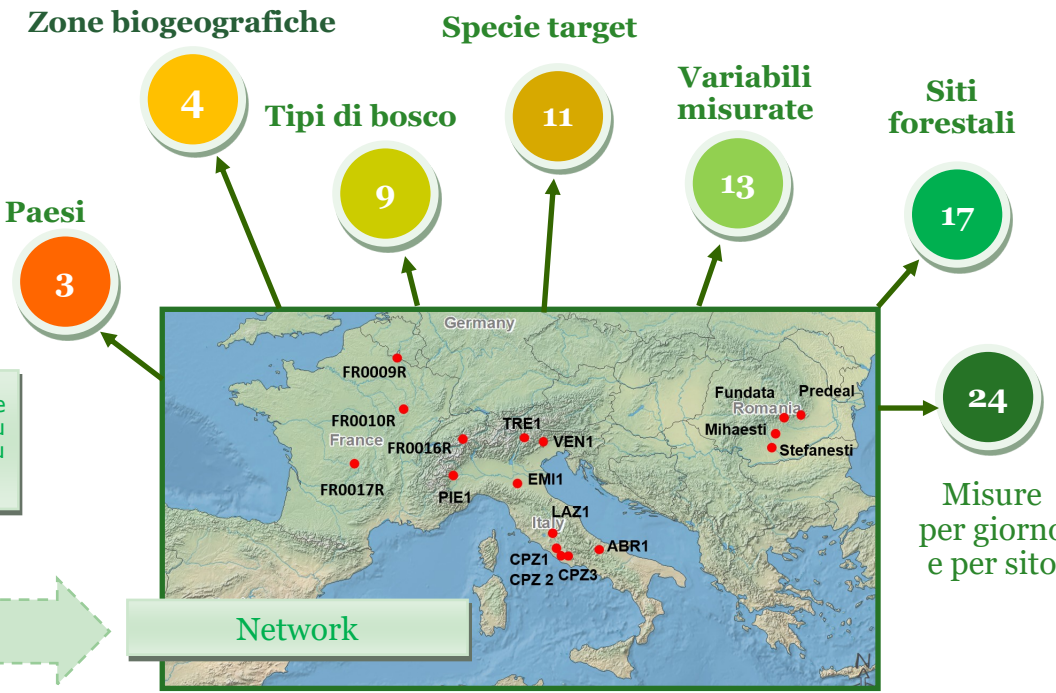 Zone biogeografiche
4
Specie target
11
Tipi di bosco
9
Variabili
misurate
13
Siti
forestali
17
Paesi
3
24
Misure
per giorno
e per sito
Germany
FR0009R
FR0010R
France
FR0016R
FR0017R
TRE1
VEN1
PIE1
EMI1
LAZ1
Italy
ABR1
CPZ1
CPZ 2
CPZ3
Fundata
Predeal
Romania
Mihaesti
Stefanesti
Network
N